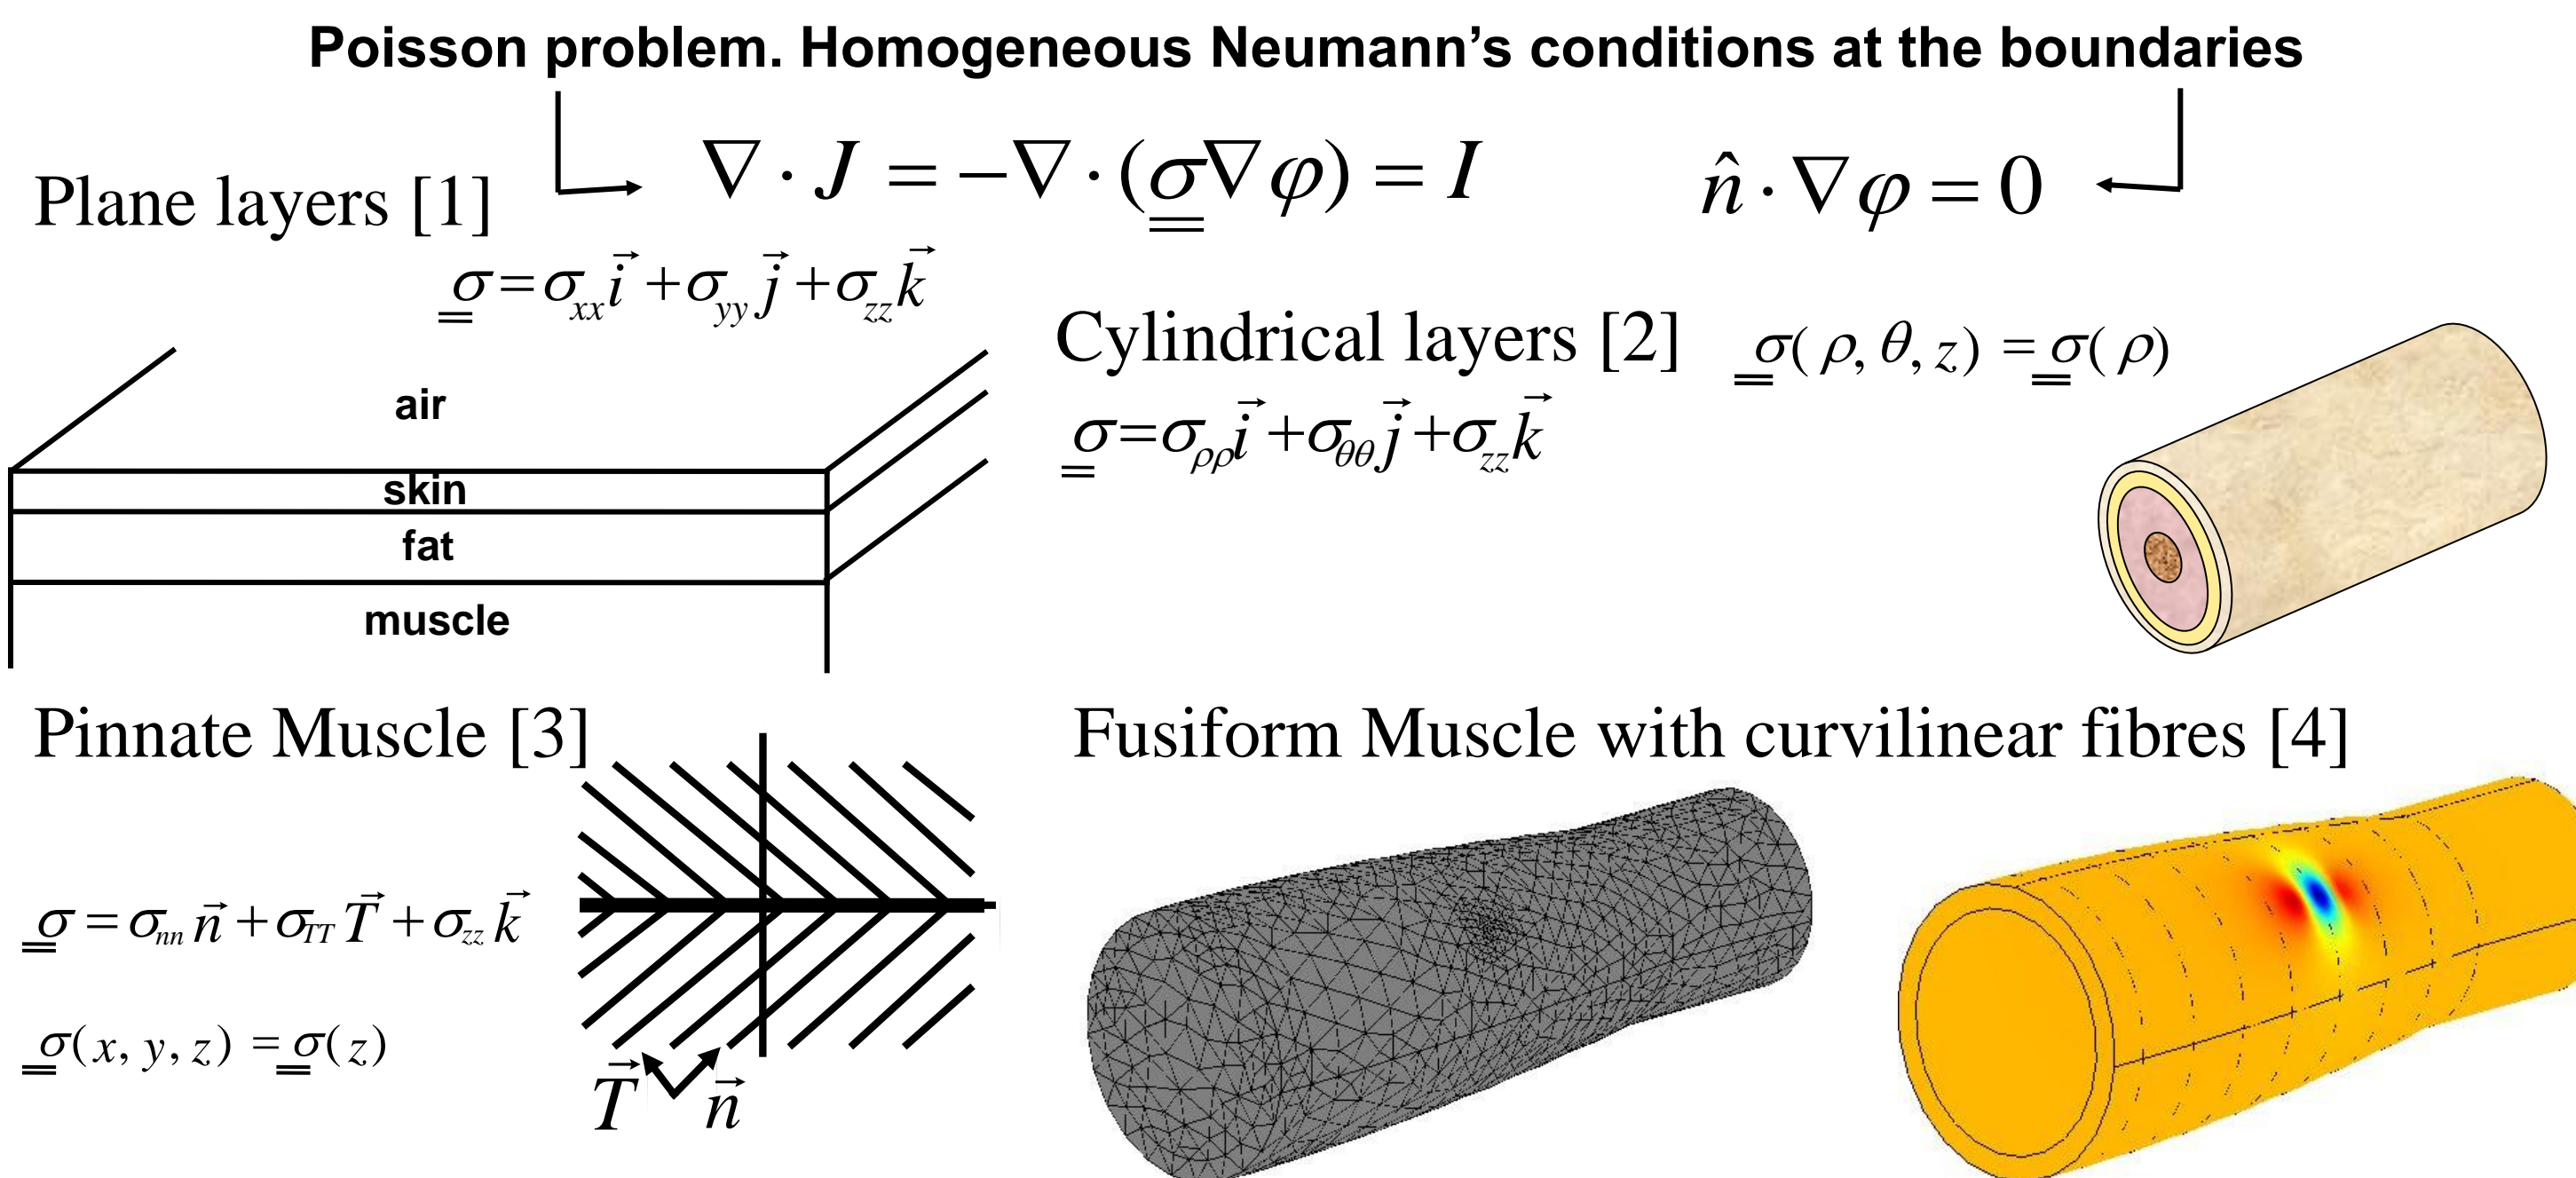 Poisson problem. Homogeneous Neumann’s conditions at the boundaries
∇ · J = −∇ · (σ∇φ) = I
n̂ · ∇φ = 0
Plane layers [1]
σ=σxx i⃗ +σyy j⃗ +σzz k⃗
air
skin
fat
muscle
Cylindrical layers [2]
σ(ρ, θ, z) = σ(ρ)
σ=σρρ i⃗ +σθθ j⃗ +σzz k⃗
Pinnate Muscle [3]
σ = σnn n⃗ + σTT T⃗ + σzz k⃗
σ(x, y, z) = σ(z)
T⃗ n⃗
Fusiform Muscle with curvilinear fibres [4]